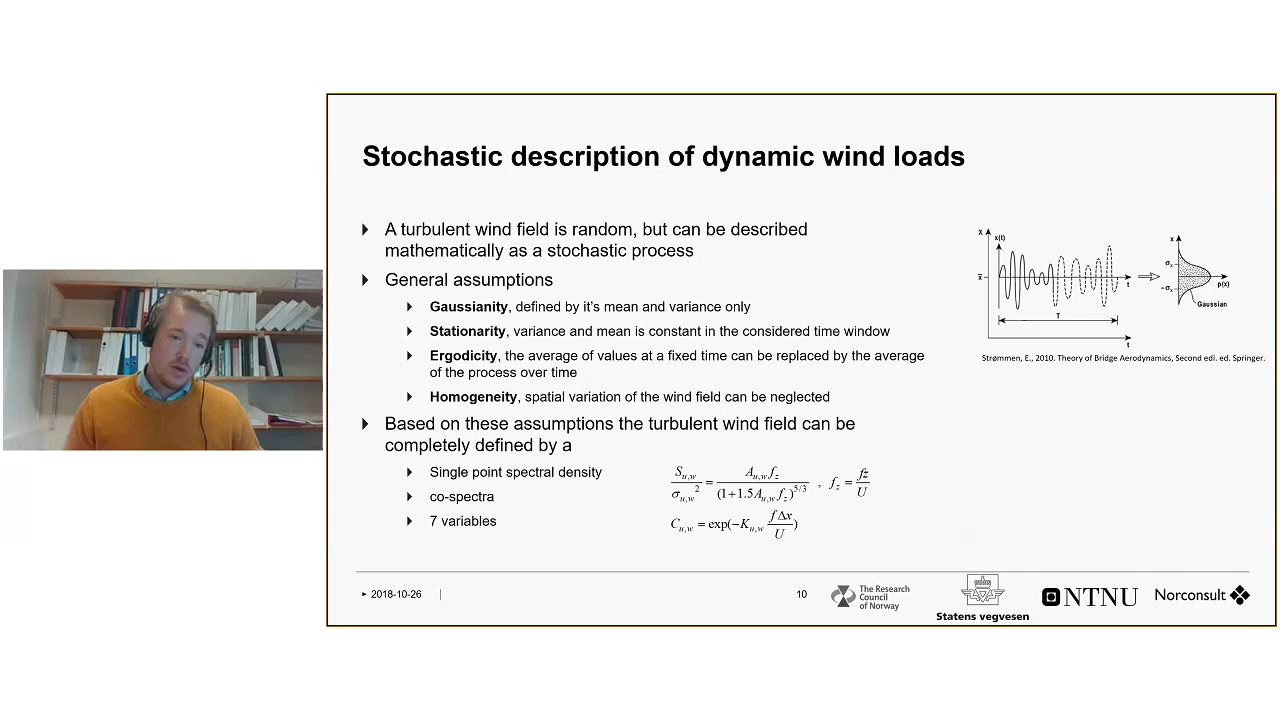 Stochastic description of dynamic wind loads
A turbulent wind field is random, but can be described
mathematically as a stochastic process
General assumptions
Gaussianity, defined by it's mean and variance only
Stationarity, variance and mean is constant in the considered time window
Ergodicity, the average of values at a fixed time can be replaced by the average
of the process over time
Homogeneity, spatial variation of the wind field can be neglected
Based on these assumptions the turbulent wind field can be
completely defined by a
Single point spectral density
co-spectra
7 variables
S_{u,w} / σ_{u,w}^2 = A_{u,w} f_z / (1+1.5A_{u,w} f_z)^{5/3} , f_z = fz / U
C_{u,w} = exp(−K_{u,w} fΔx / U)
X x(t)
x̄
t
T
t
x
σ_x
-σ_x
p(x)
Gaussian
Strømmen, E., 2010. Theory of Bridge Aerodynamics, Second edi. ed. Springer.
2018-10-26
10
The Research
Council
of Norway
Statens vegvesen
NTNU
Norconsult